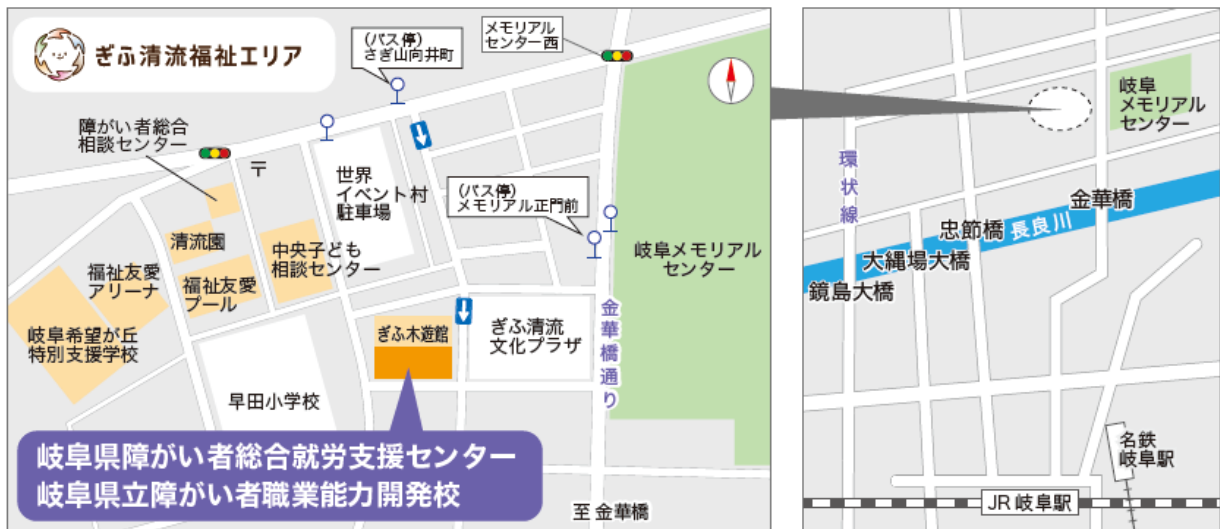 ぎふ清流福祉エリア
(バス停)
さぎ山向井町
メモリアル
センター西
障がい者総合
相談センター
〒
世界
イベント村
駐車場
(バス停)
メモリアル正門前
清流園
中央子ども
相談センター
福祉友愛
アリーナ
福祉友愛
プール
岐阜メモリアル
センター
岐阜希望が丘
特別支援学校
ぎふ木遊館
ぎふ清流
文化プラザ
金華橋通り
早田小学校
岐阜県障がい者総合就労支援センター
岐阜県立障がい者職業能力開発校
至 金華橋
岐阜
メモリアル
センター
環状線
金華橋
長良川
忠節橋
大縄場大橋
鏡島大橋
名鉄
岐阜駅
JR岐阜駅